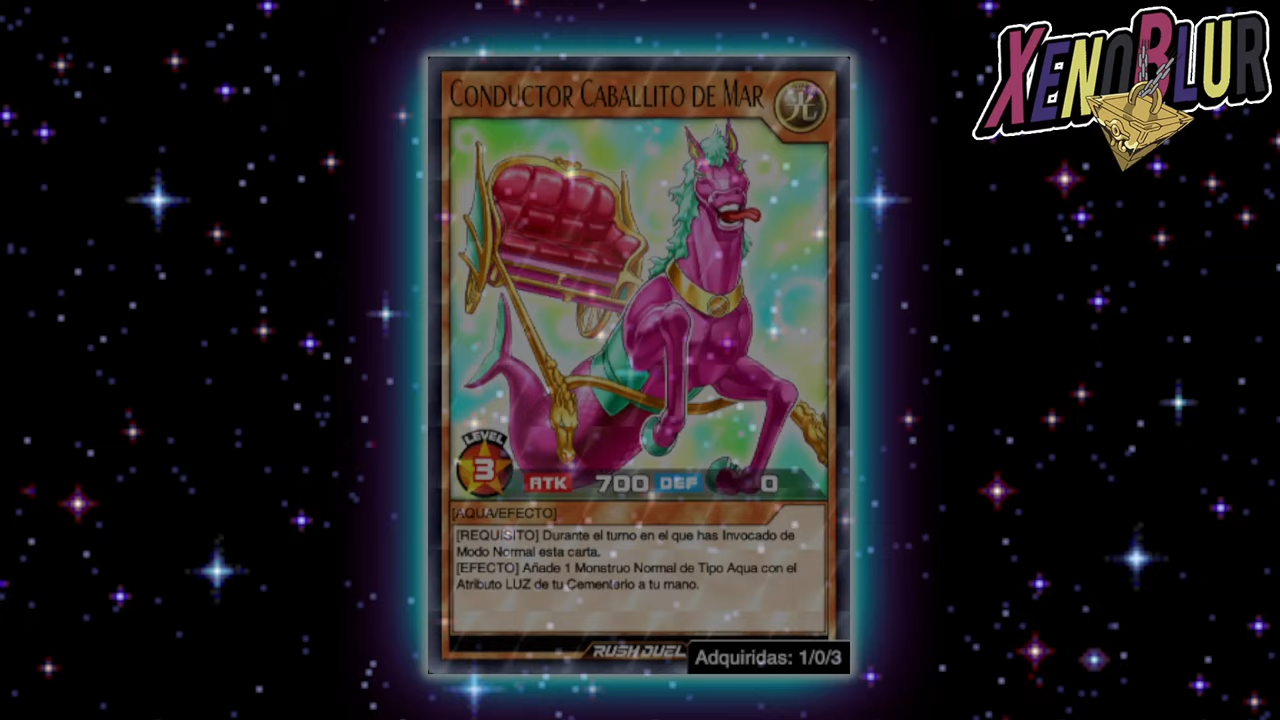 XENOBLUR
CONDUCTOR CABALLITO DE MAR
光
LEVEL
3
ATK 700 DEF 0
[AQUA/EFECTO]
[REQUISITO] Durante el turno en el que has Invocado de
Modo Normal esta carta.
[EFECTO] Añade 1 Monstruo Normal de Tipo Aqua con el
Atributo LUZ de tu Cementerio a tu mano.
RUSH DUEL
Adquiridas: 1/0/3